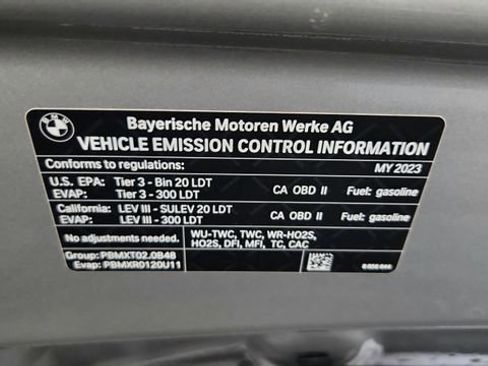 BMW
Bayerische Motoren Werke AG
VEHICLE EMISSION CONTROL INFORMATION
Conforms to regulations: MY 2023
U.S. EPA: Tier 3 - Bin 20 LDT CA OBD II Fuel: gasoline
EVAP: Tier 3 - 300 LDT
California: LEV III - SULEV 20 LDT CA OBD II Fuel: gasoline
EVAP: LEV III - 300 LDT
No adjustments needed. WU-TWC, TWC, WR-HO2S,
HO2S, DFI, MFI, TC, CAC
Group: PBMXT02.0B48
Evap: PBMXR0120U11